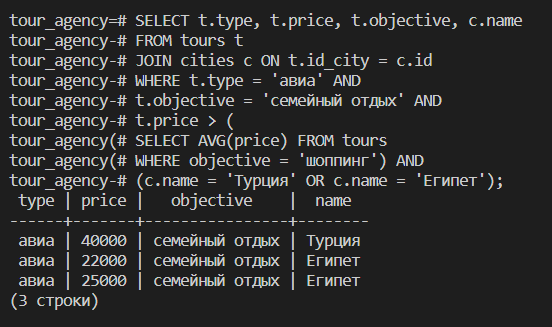 tour_agency=# SELECT t.type, t.price, t.objective, c.name
tour_agency-# FROM tours t
tour_agency-# JOIN cities c ON t.id_city = c.id
tour_agency-# WHERE t.type = 'авиа' AND
tour_agency-# t.objective = 'семейный отдых' AND
tour_agency-# t.price > (
tour_agency(# SELECT AVG(price) FROM tours
tour_agency(# WHERE objective = 'шоппинг') AND
tour_agency-# (c.name = 'Турция' OR c.name = 'Египет');
 type | price |   objective    |  name
------+-------+----------------+--------
 авиа | 40000 | семейный отдых | Турция
 авиа | 22000 | семейный отдых | Египет
 авиа | 25000 | семейный отдых | Египет
(3 строки)